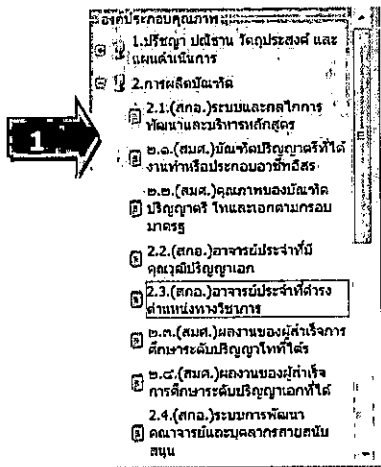 องค์ประกอบคุณภาพ
1.ปรัชญา ปณิธาน วัตถุประสงค์ และ
แผนดำเนินการ
2.การผลิตบัณฑิต
2.1.(สกอ.)ระบบและกลไกการ
พัฒนาและบริหารหลักสูตร
1
๒.๑.(สมศ.)บัณฑิตปริญญาตรีที่ได้
งานทำหรือประกอบอาชีพอิสร
๒.๒.(สมศ.)คุณภาพของบัณฑิต
ปริญญาตรี โทและเอกตามกรอบ
มาตรฐ
2.2.(สกอ.)อาจารย์ประจำที่มี
คุณวุฒิปริญญาเอก
2.3.(สกอ.)อาจารย์ประจำที่ดำรง
ตำแหน่งทางวิชาการ
๒.๓.(สมศ.)ผลงานของผู้สำเร็จการ
ศึกษาระดับปริญญาโทที่ได้ร
๒.๔.(สมศ.)ผลงานของผู้สำเร็จ
การศึกษาระดับปริญญาเอกที่ได้
2.4.(สกอ.)ระบบการพัฒนา
คณาจารย์และบุคลากรสายสนับ
สนุน